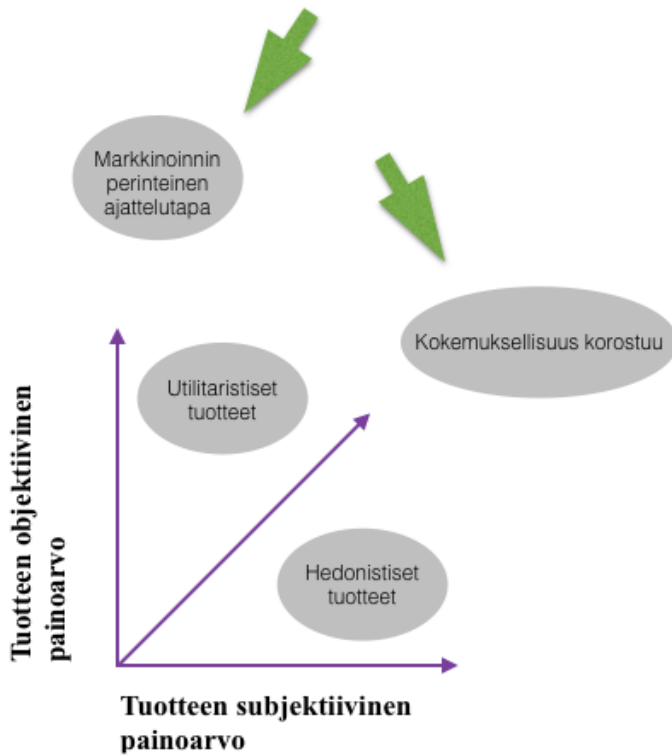 Markkinoinnin
perinteinen
ajattelutapa
Kokemuksellisuus korostuu
Utilitaristiset
tuotteet
Hedonistiset
tuotteet
Tuotteen objektiivinen
painoarvo
Tuotteen subjektiivinen
painoarvo